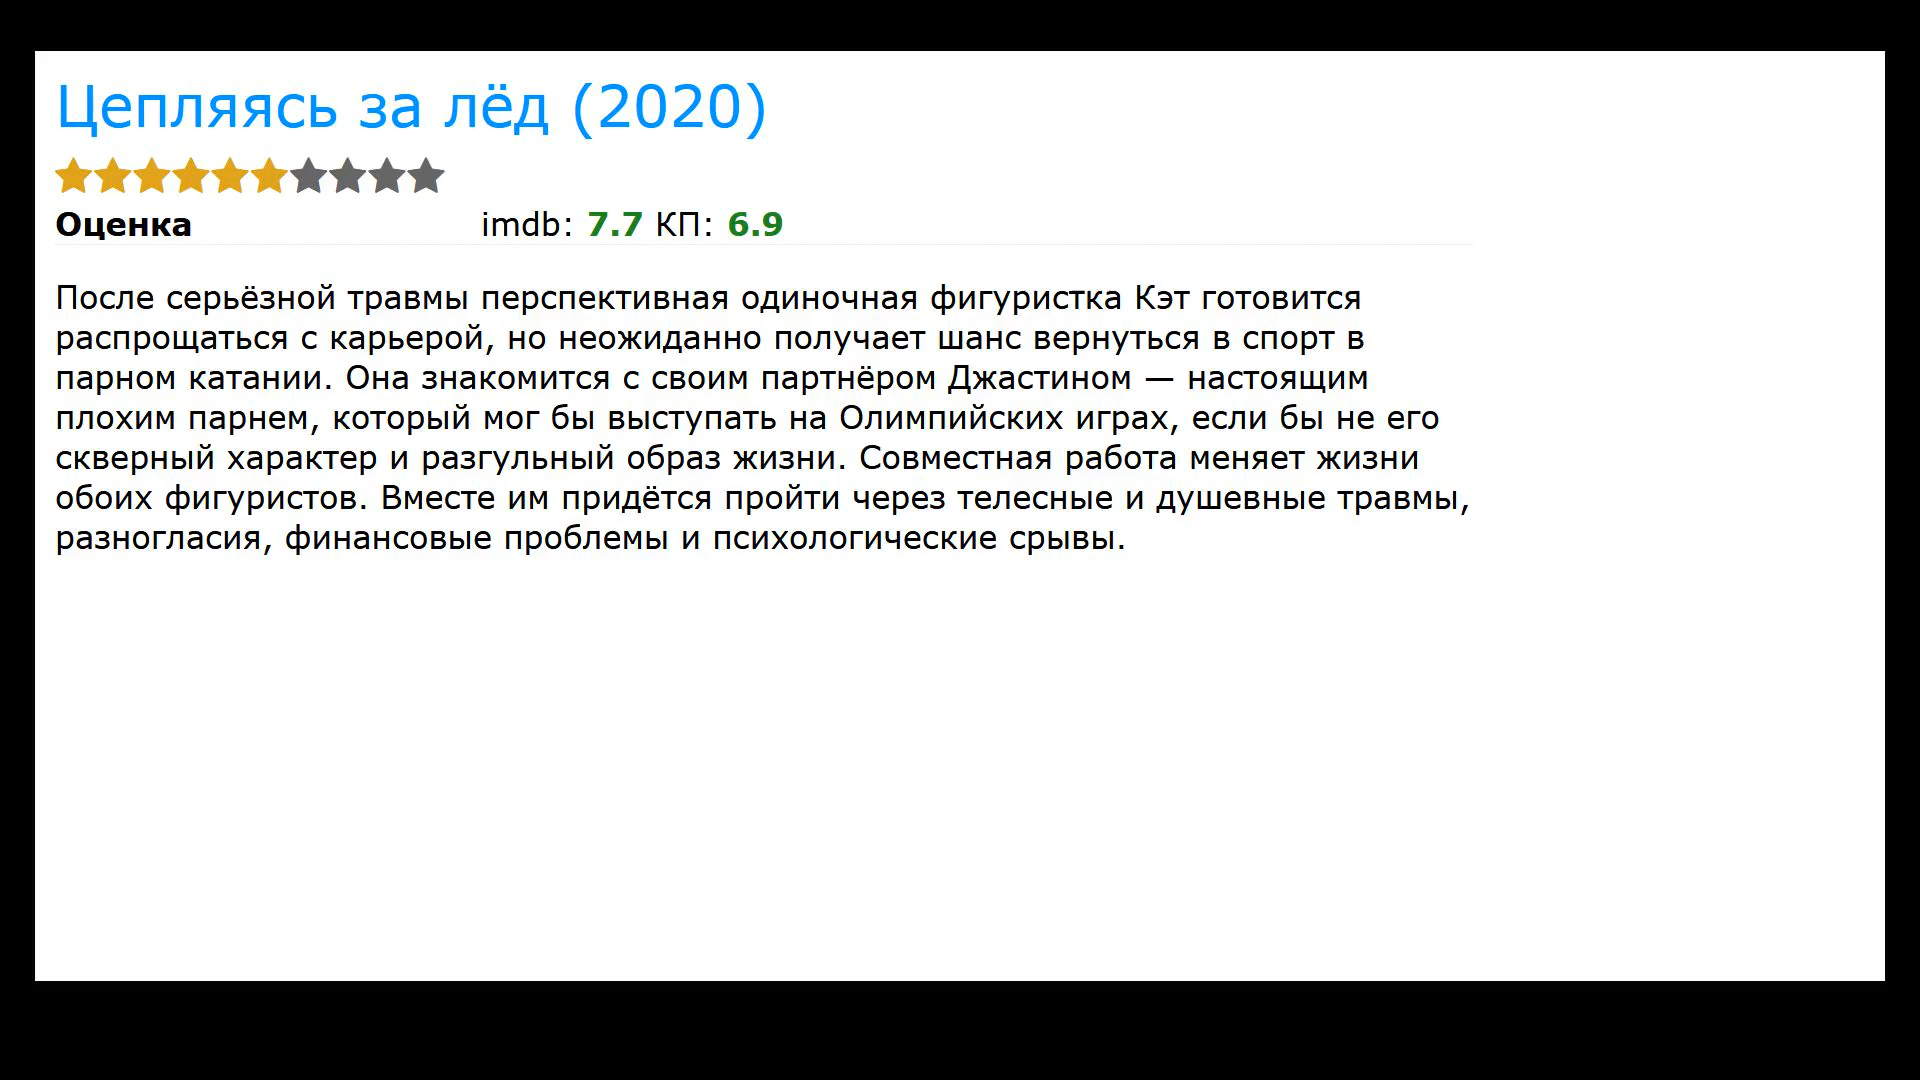 Цепляясь за лёд (2020)
Оценка imdb: 7.7 КП: 6.9
После серьёзной травмы перспективная одиночная фигуристка Кэт готовится
распрощаться с карьерой, но неожиданно получает шанс вернуться в спорт в
парном катании. Она знакомится с своим партнёром Джастином — настоящим
плохим парнем, который мог бы выступать на Олимпийских играх, если бы не его
скверный характер и разгульный образ жизни. Совместная работа меняет жизни
обоих фигуристов. Вместе им придётся пройти через телесные и душевные травмы,
разногласия, финансовые проблемы и психологические срывы.